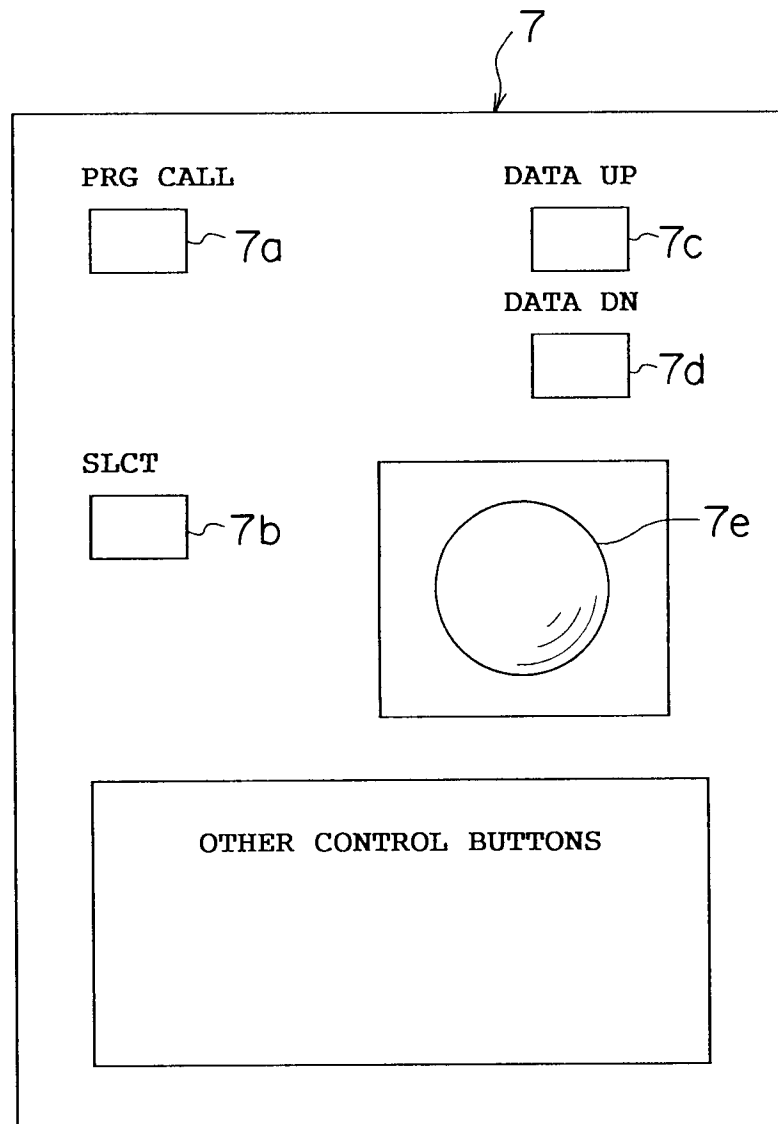 7
PRG CALL
7a
DATA UP
7c
DATA DN
7d
SLCT
7b
7e
OTHER CONTROL BUTTONS